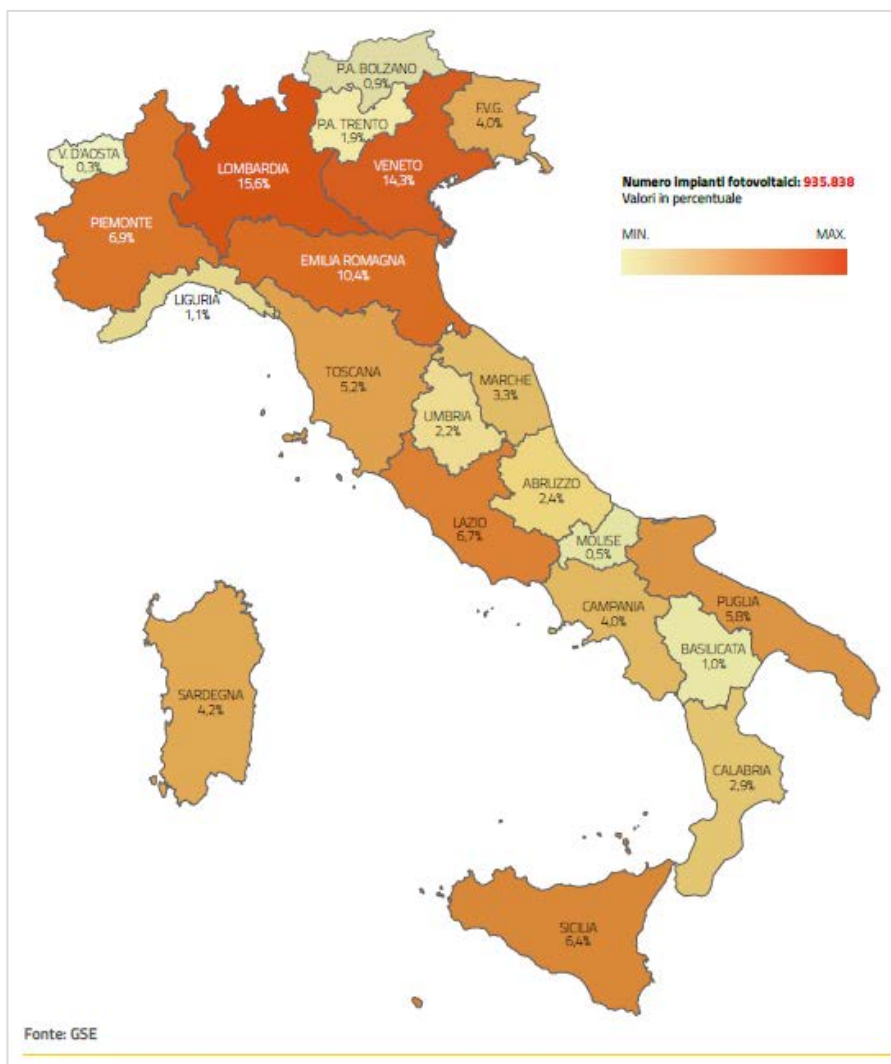 P.A. BOLZANO
0,9%
P.A. TRENTO
1,9%
F.V.G.
4,0%
V. D'AOSTA
0,3%
LOMBARDIA
15,6%
VENETO
14,3%
Numero impianti fotovoltaici: 935.838
Valori in percentuale
MIN. MAX.
PIEMONTE
6,9%
EMILIA ROMAGNA
10,4%
LIGURIA
1,1%
TOSCANA
5,2%
MARCHE
3,3%
UMBRIA
2,2%
ABRUZZO
2,4%
LAZIO
6,7%
MOLISE
0,5%
CAMPANIA
4,0%
PUGLIA
5,8%
BASILICATA
1,0%
SARDEGNA
4,2%
CALABRIA
2,9%
SICILIA
6,4%
Fonte: GSE